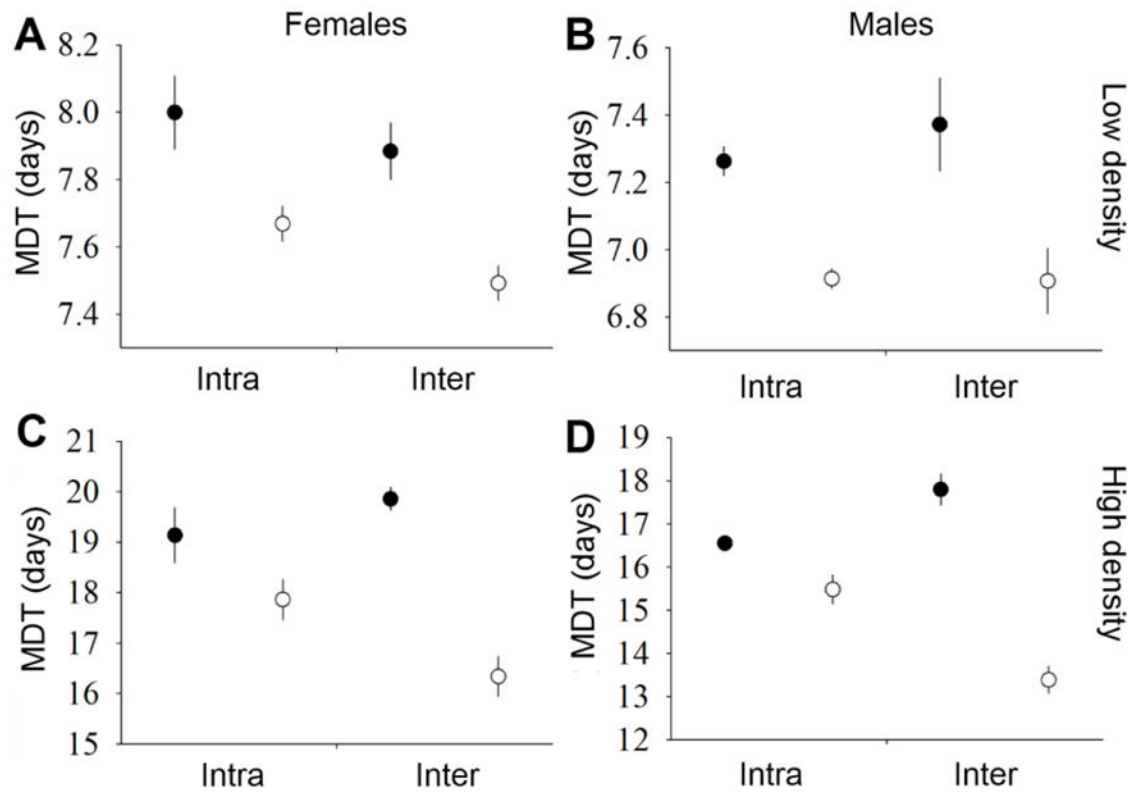 A
Females
8.2
8.0
7.8
7.6
7.4
MDT (days)
Intra
Inter
B
Males
7.6
7.4
7.2
7.0
6.8
MDT (days)
Intra
Inter
Low density
C
21
20
19
18
17
16
15
MDT (days)
Intra
Inter
D
19
18
17
16
15
14
13
12
MDT (days)
Intra
Inter
High density